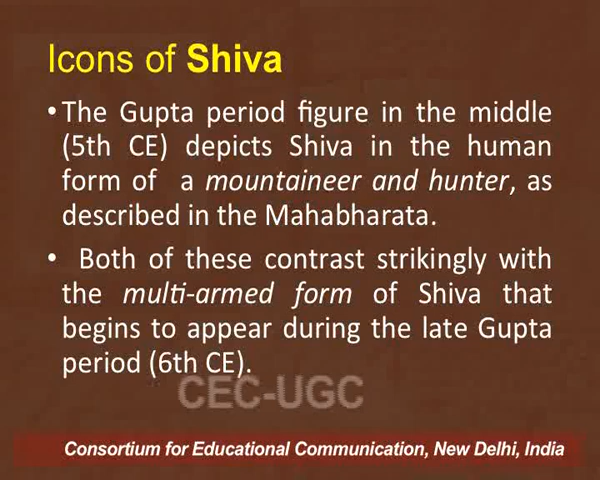 Icons of Shiva
•The Gupta period figure in the middle
(5th CE) depicts Shiva in the human
form of a mountaineer and hunter, as
described in the Mahabharata.
• Both of these contrast strikingly with
the multi-armed form of Shiva that
begins to appear during the late Gupta
period (6th CE).
CEC-UGC
Consortium for Educational Communication, New Delhi, India